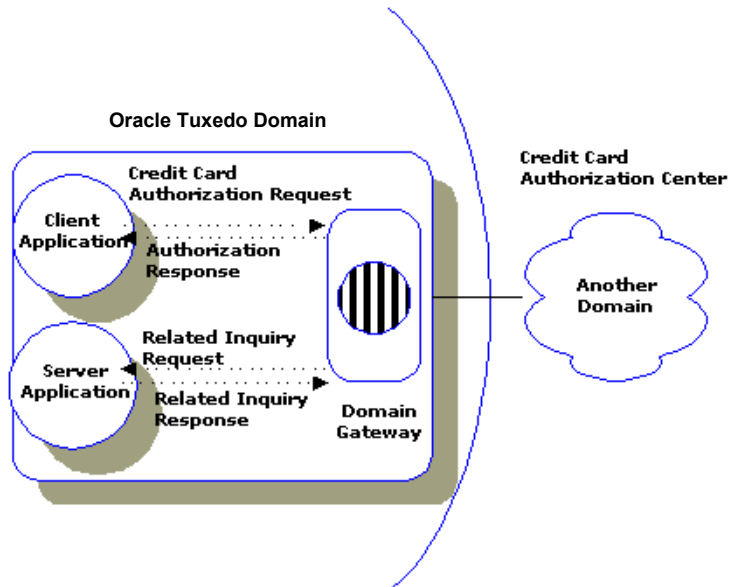 Oracle Tuxedo Domain
Credit Card
Authorization Request
Client
Application
Authorization
Response
Related Inquiry
Request
Server
Application
Related Inquiry
Response
Domain
Gateway
Credit Card
Authorization Center
Another
Domain